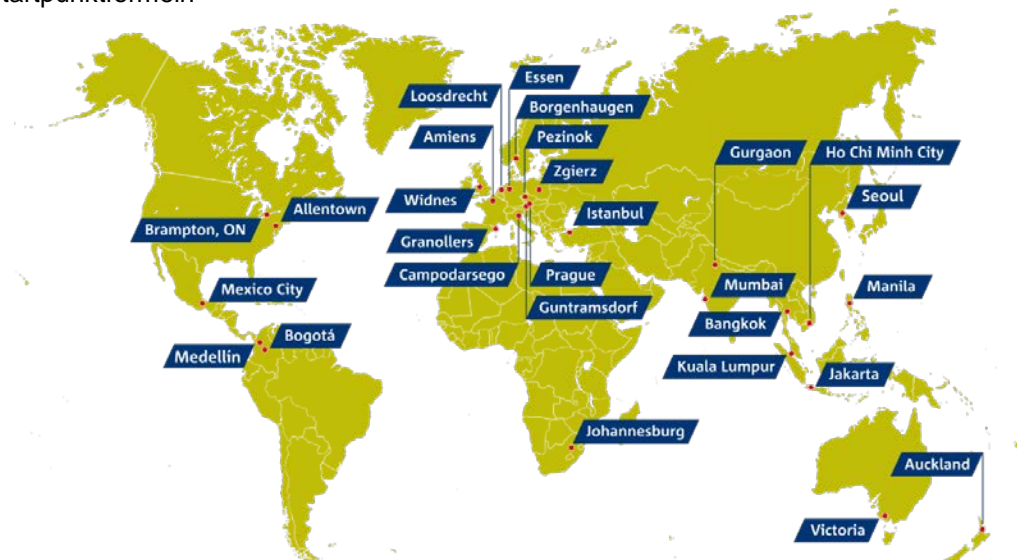 Essen
Loosdrecht
Borgenhaugen
Amiens
Pezinok
Gurgaon
Ho Chi Minh City
Zgierz
Seoul
Widnes
Allentown
Istanbul
Brampton, ON
Granollers
Campodarsego
Prague
Mumbai
Manila
Mexico City
Guntramsdorf
Bangkok
Bogotá
Medellín
Kuala Lumpur
Jakarta
Johannesburg
Auckland
Victoria